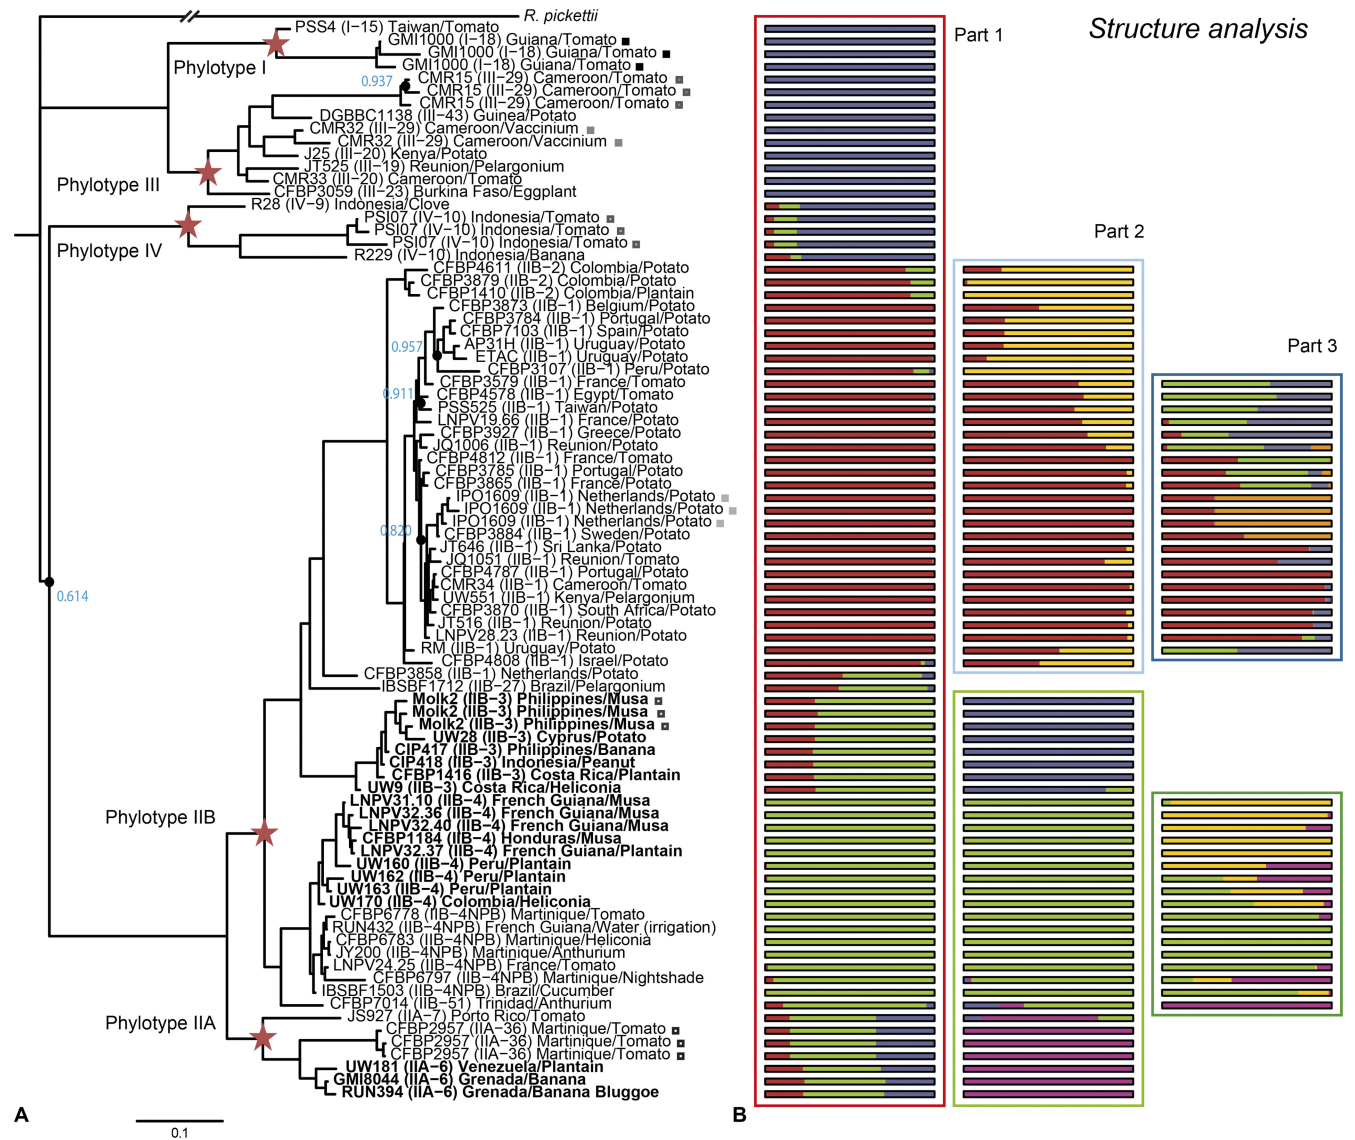 R. pickettii
Structure analysis
PSS4 (I−15) Taiwan/Tomato
Part 1
GMI1000 (I−18) Guiana/Tomato
GMI1000 (I−18) Guiana/Tomato
Phylotype I
GMI1000 (I−18) Guiana/Tomato
0.937
CMR15 (III−29) Cameroon/Tomato
CMR15 (III−29) Cameroon/Tomato
CMR15 (III−29) Cameroon/Tomato
DGBBC1138 (III−43) Guinea/Potato
CMR32 (III−29) Cameroon/Vaccinium
CMR32 (III−29) Cameroon/Vaccinium
J25 (III−20) Kenya/Potato
JT525 (III−19) Reunion/Pelargonium
Phylotype III
CMR33 (III−20) Cameroon/Tomato
CFBP3059 (III−23) Burkina Faso/Eggplant
R28 (IV−9) Indonesia/Clove
PSI07 (IV−10) Indonesia/Tomato
PSI07 (IV−10) Indonesia/Tomato
Part 2
PSI07 (IV−10) Indonesia/Tomato
Phylotype IV
R229 (IV−10) Indonesia/Banana
CFBP4611 (IIB−2) Colombia/Potato
CFBP3879 (IIB−2) Colombia/Potato
CFBP1410 (IIB−2) Colombia/Plantain
CFBP3873 (IIB−1) Belgium/Potato
CFBP3784 (IIB−1) Portugal/Potato
CFBP7103 (IIB−1) Spain/Potato
0.957
AP31H (IIB−1) Uruguay/Potato
Part 3
ETAC (IIB−1) Uruguay/Potato
CFBP3107 (IIB−1) Peru/Potato
CFBP3579 (IIB−1) France/Tomato
0.911
CFBP4578 (IIB−1) Egypt/Tomato
PSS525 (IIB−1) Taiwan/Potato
LNPV19.66 (IIB−1) France/Potato
CFBP3927 (IIB−1) Greece/Potato
JQ1006 (IIB−1) Reunion/Potato
CFBP4812 (IIB−1) France/Tomato
CFBP3785 (IIB−1) Portugal/Potato
CFBP3865 (IIB−1) France/Potato
IPO1609 (IIB−1) Netherlands/Potato
IPO1609 (IIB−1) Netherlands/Potato
IPO1609 (IIB−1) Netherlands/Potato
0.820
CFBP3884 (IIB−1) Sweden/Potato
JT646 (IIB−1) Sri Lanka/Potato
JQ1051 (IIB−1) Reunion/Tomato
CFBP4787 (IIB−1) Portugal/Potato
CMR34 (IIB−1) Cameroon/Tomato
0.614
UW551 (IIB−1) Kenya/Pelargonium
CFBP3870 (IIB−1) South Africa/Potato
JT516 (IIB−1) Reunion/Potato
LNPV28.23 (IIB−1) Reunion/Potato
RM (IIB−1) Uruguay/Potato
CFBP4808 (IIB−1) Israel/Potato
CFBP3858 (IIB−1) Netherlands/Potato
IBSBF1712 (IIB−27) Brazil/Pelargonium
Molk2 (IIB−3) Philippines/Musa
Molk2 (IIB−3) Philippines/Musa
Molk2 (IIB−3) Philippines/Musa
UW28 (IIB−3) Cyprus/Potato
CIP417 (IIB−3) Philippines/Banana
CIP418 (IIB−3) Indonesia/Peanut
CFBP1416 (IIB−3) Costa Rica/Plantain
UW9 (IIB−3) Costa Rica/Heliconia
LNPV31.10 (IIB−4) French Guiana/Musa
Phylotype IIB
LNPV32.36 (IIB−4) French Guiana/Musa
LNPV32.40 (IIB−4) French Guiana/Musa
CFBP1184 (IIB−4) Honduras/Musa
LNPV32.37 (IIB−4) French Guiana/Plantain
UW160 (IIB−4) Peru/Plantain
UW162 (IIB−4) Peru/Plantain
UW163 (IIB−4) Peru/Plantain
UW170 (IIB−4) Colombia/Heliconia
CFBP6778 (IIB−4NPB) Martinique/Tomato
RUN432 (IIB−4NPB) French Guiana/Water (irrigation)
CFBP6783 (IIB−4NPB) Martinique/Heliconia
JY200 (IIB−4NPB) Martinique/Anthurium
LNPV24.25 (IIB−4NPB) France/Tomato
CFBP6797 (IIB−4NPB) Martinique/Nightshade
IBSBF1503 (IIB−4NPB) Brazil/Cucumber
CFBP7014 (IIB−51) Trinidad/Anthurium
Phylotype IIA
JS927 (IIA−7) Porto Rico/Tomato
CFBP2957 (IIA−36) Martinique/Tomato
CFBP2957 (IIA−36) Martinique/Tomato
CFBP2957 (IIA−36) Martinique/Tomato
UW181 (IIA−6) Venezuela/Plantain
GMI8044 (IIA−6) Grenada/Banana
RUN394 (IIA−6) Grenada/Banana Bluggoe
A
B
0.1